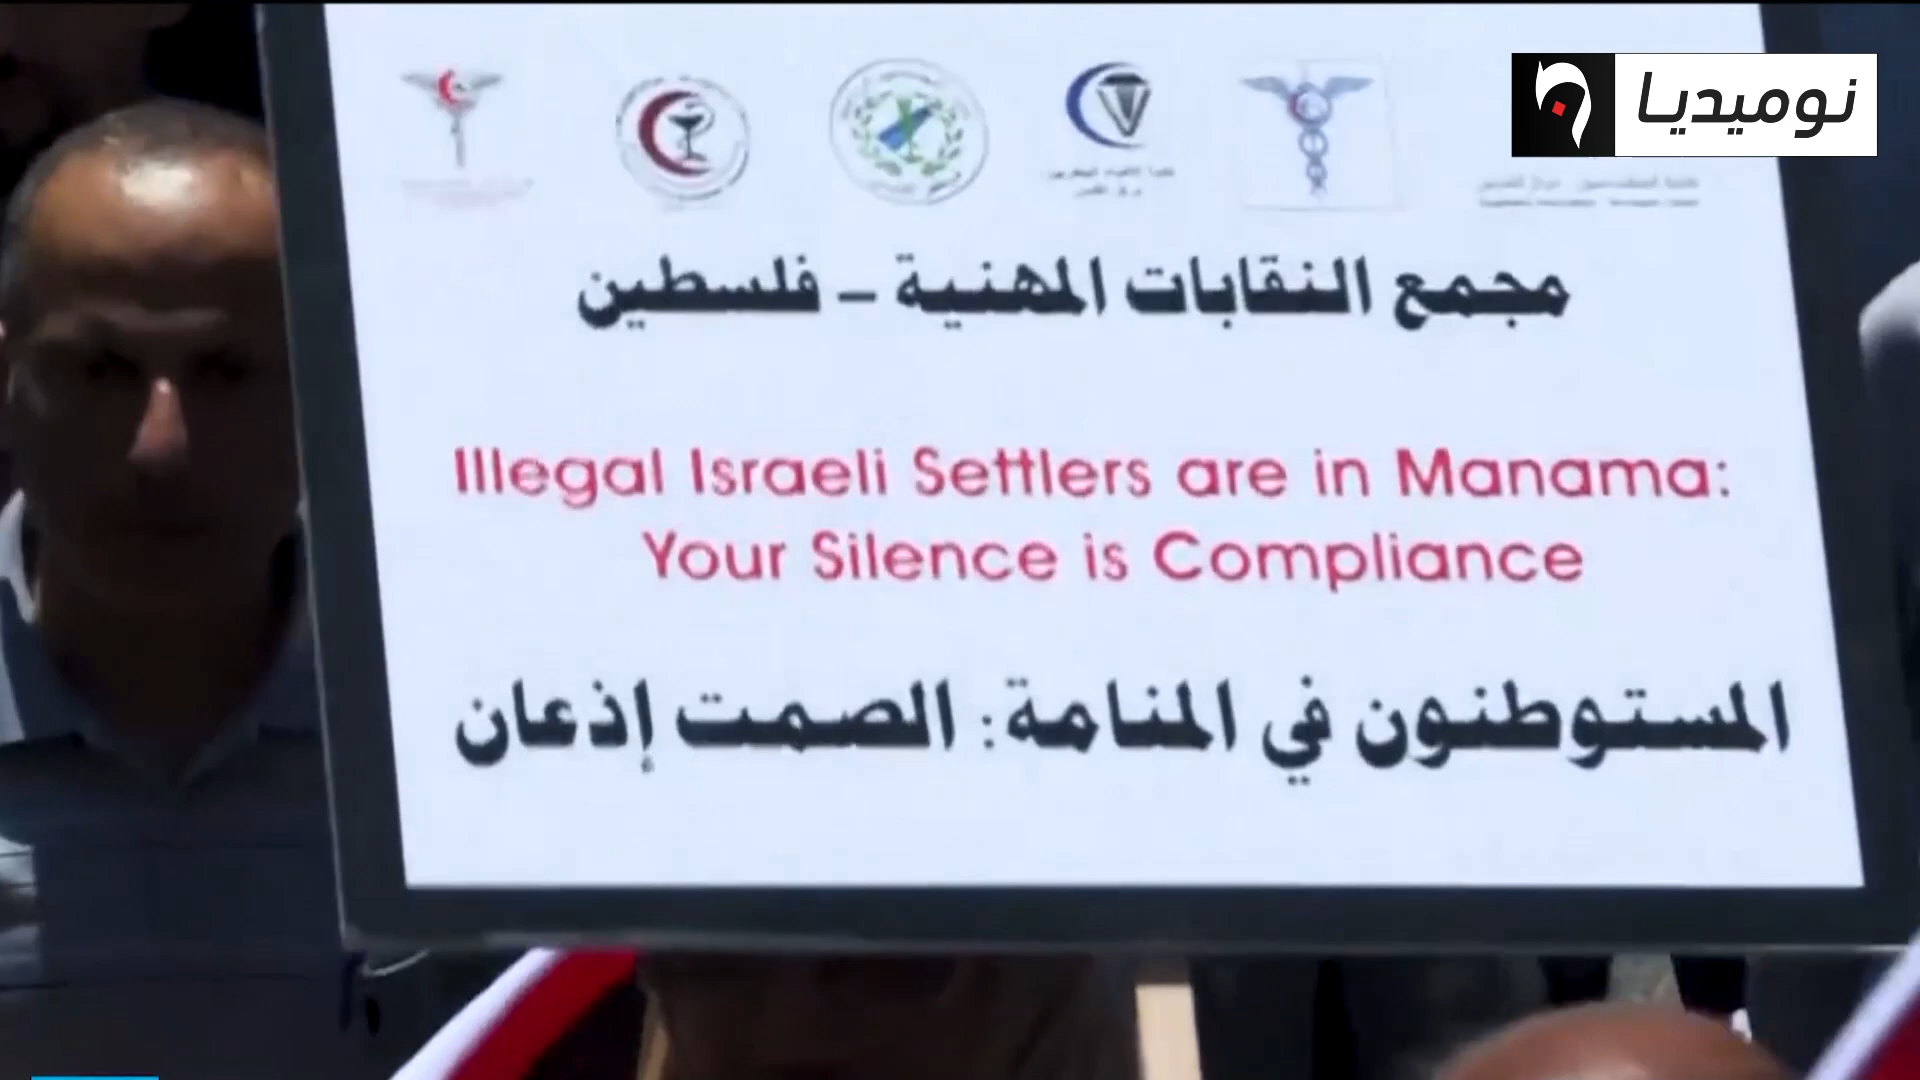 نوميديا
مجمع النقابات المهنية – فلسطين
Illegal Israeli Settlers are in Manama:
Your Silence is Compliance
المستوطنون في المنامة: الصمت إذعان